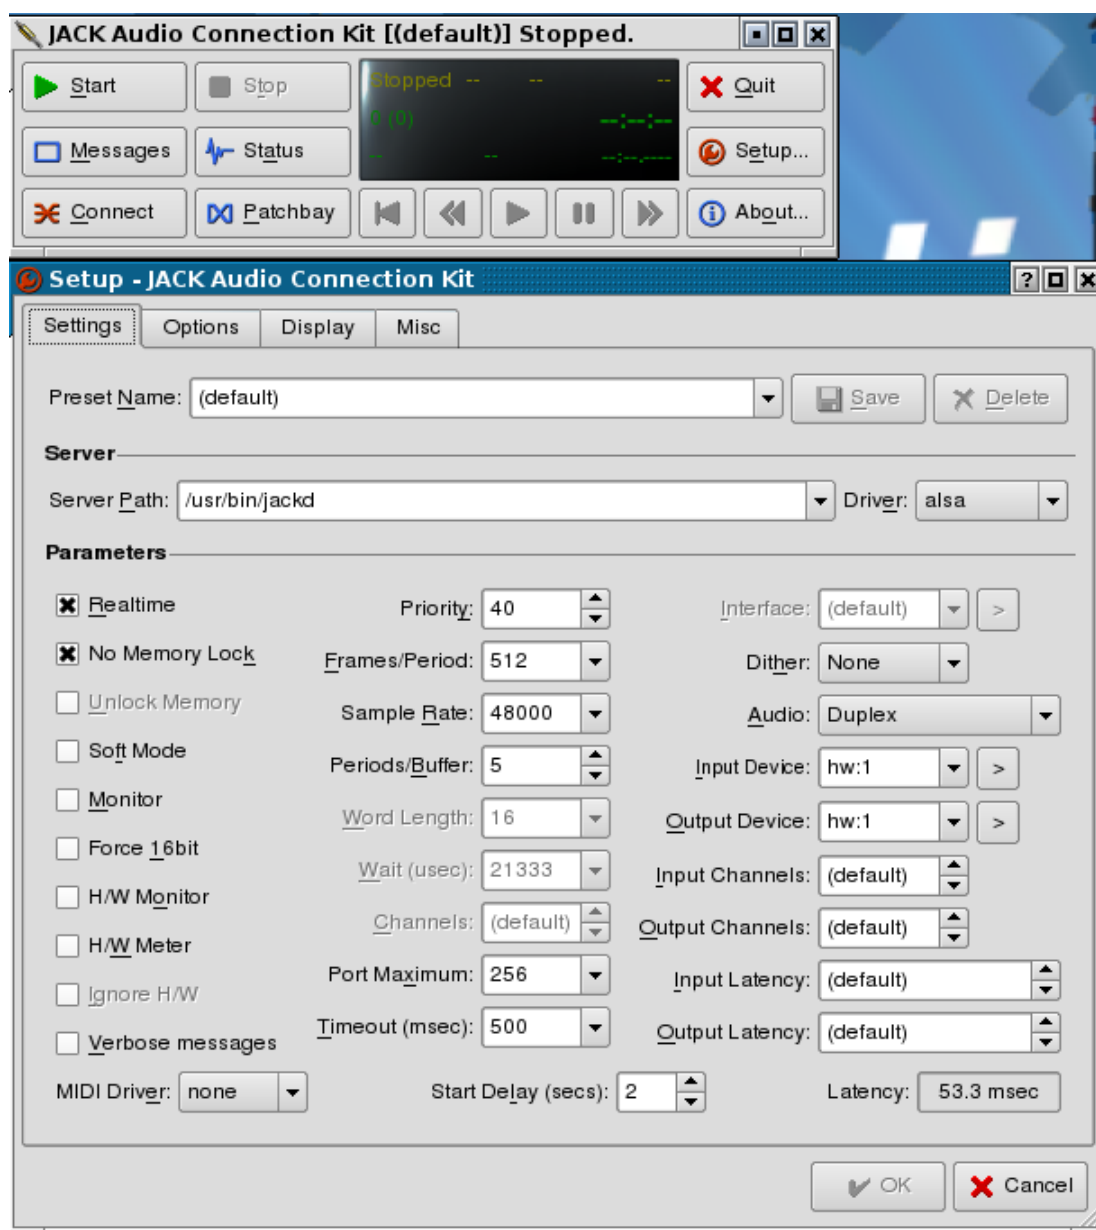 JACK Audio Connection Kit [(default)] Stopped.
Start Stop Stopped -- -- -- Quit
0 (0) --:--:--
Messages Status -- -- --:--.---- Setup...
Connect Patchbay About...
Setup - JACK Audio Connection Kit
Settings Options Display Misc
Preset Name: (default) Save Delete
Server
Server Path: /usr/bin/jackd Driver: alsa
Parameters
Realtime Priority: 40 Interface: (default) >
No Memory Lock Frames/Period: 512 Dither: None
Unlock Memory Sample Rate: 48000 Audio: Duplex
Soft Mode Periods/Buffer: 5 Input Device: hw:1 >
Monitor Word Length: 16 Output Device: hw:1 >
Force 16bit Wait (usec): 21333 Input Channels: (default)
H/W Monitor Channels: (default) Output Channels: (default)
H/W Meter Port Maximum: 256 Input Latency: (default)
Ignore H/W Timeout (msec): 500 Output Latency: (default)
Verbose messages
MIDI Driver: none Start Delay (secs): 2 Latency: 53.3 msec
OK Cancel